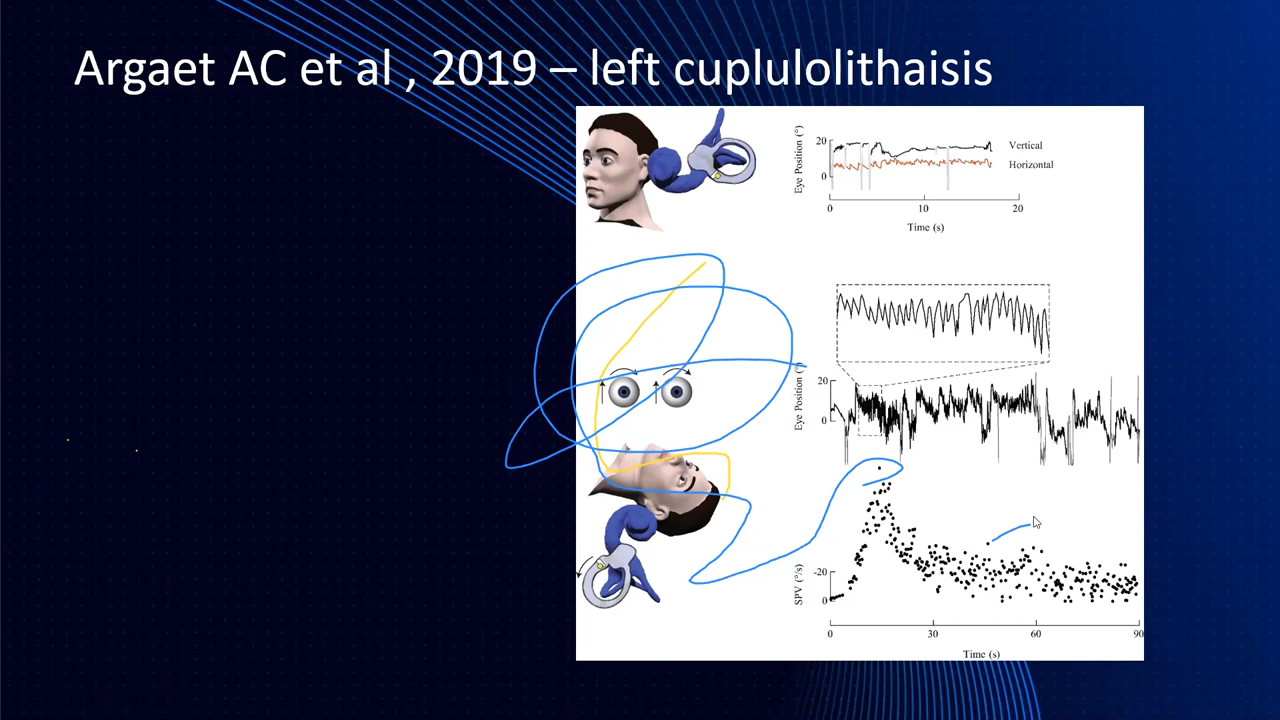 Argaet AC et al , 2019 – left cuplulolithaisis
Eye Position (°)
20
0
Vertical
Horizontal
0 10 20
Time (s)
Eye Position (°)
20
0
SPV (°/s)
-20
0
0 30 60 90
Time (s)